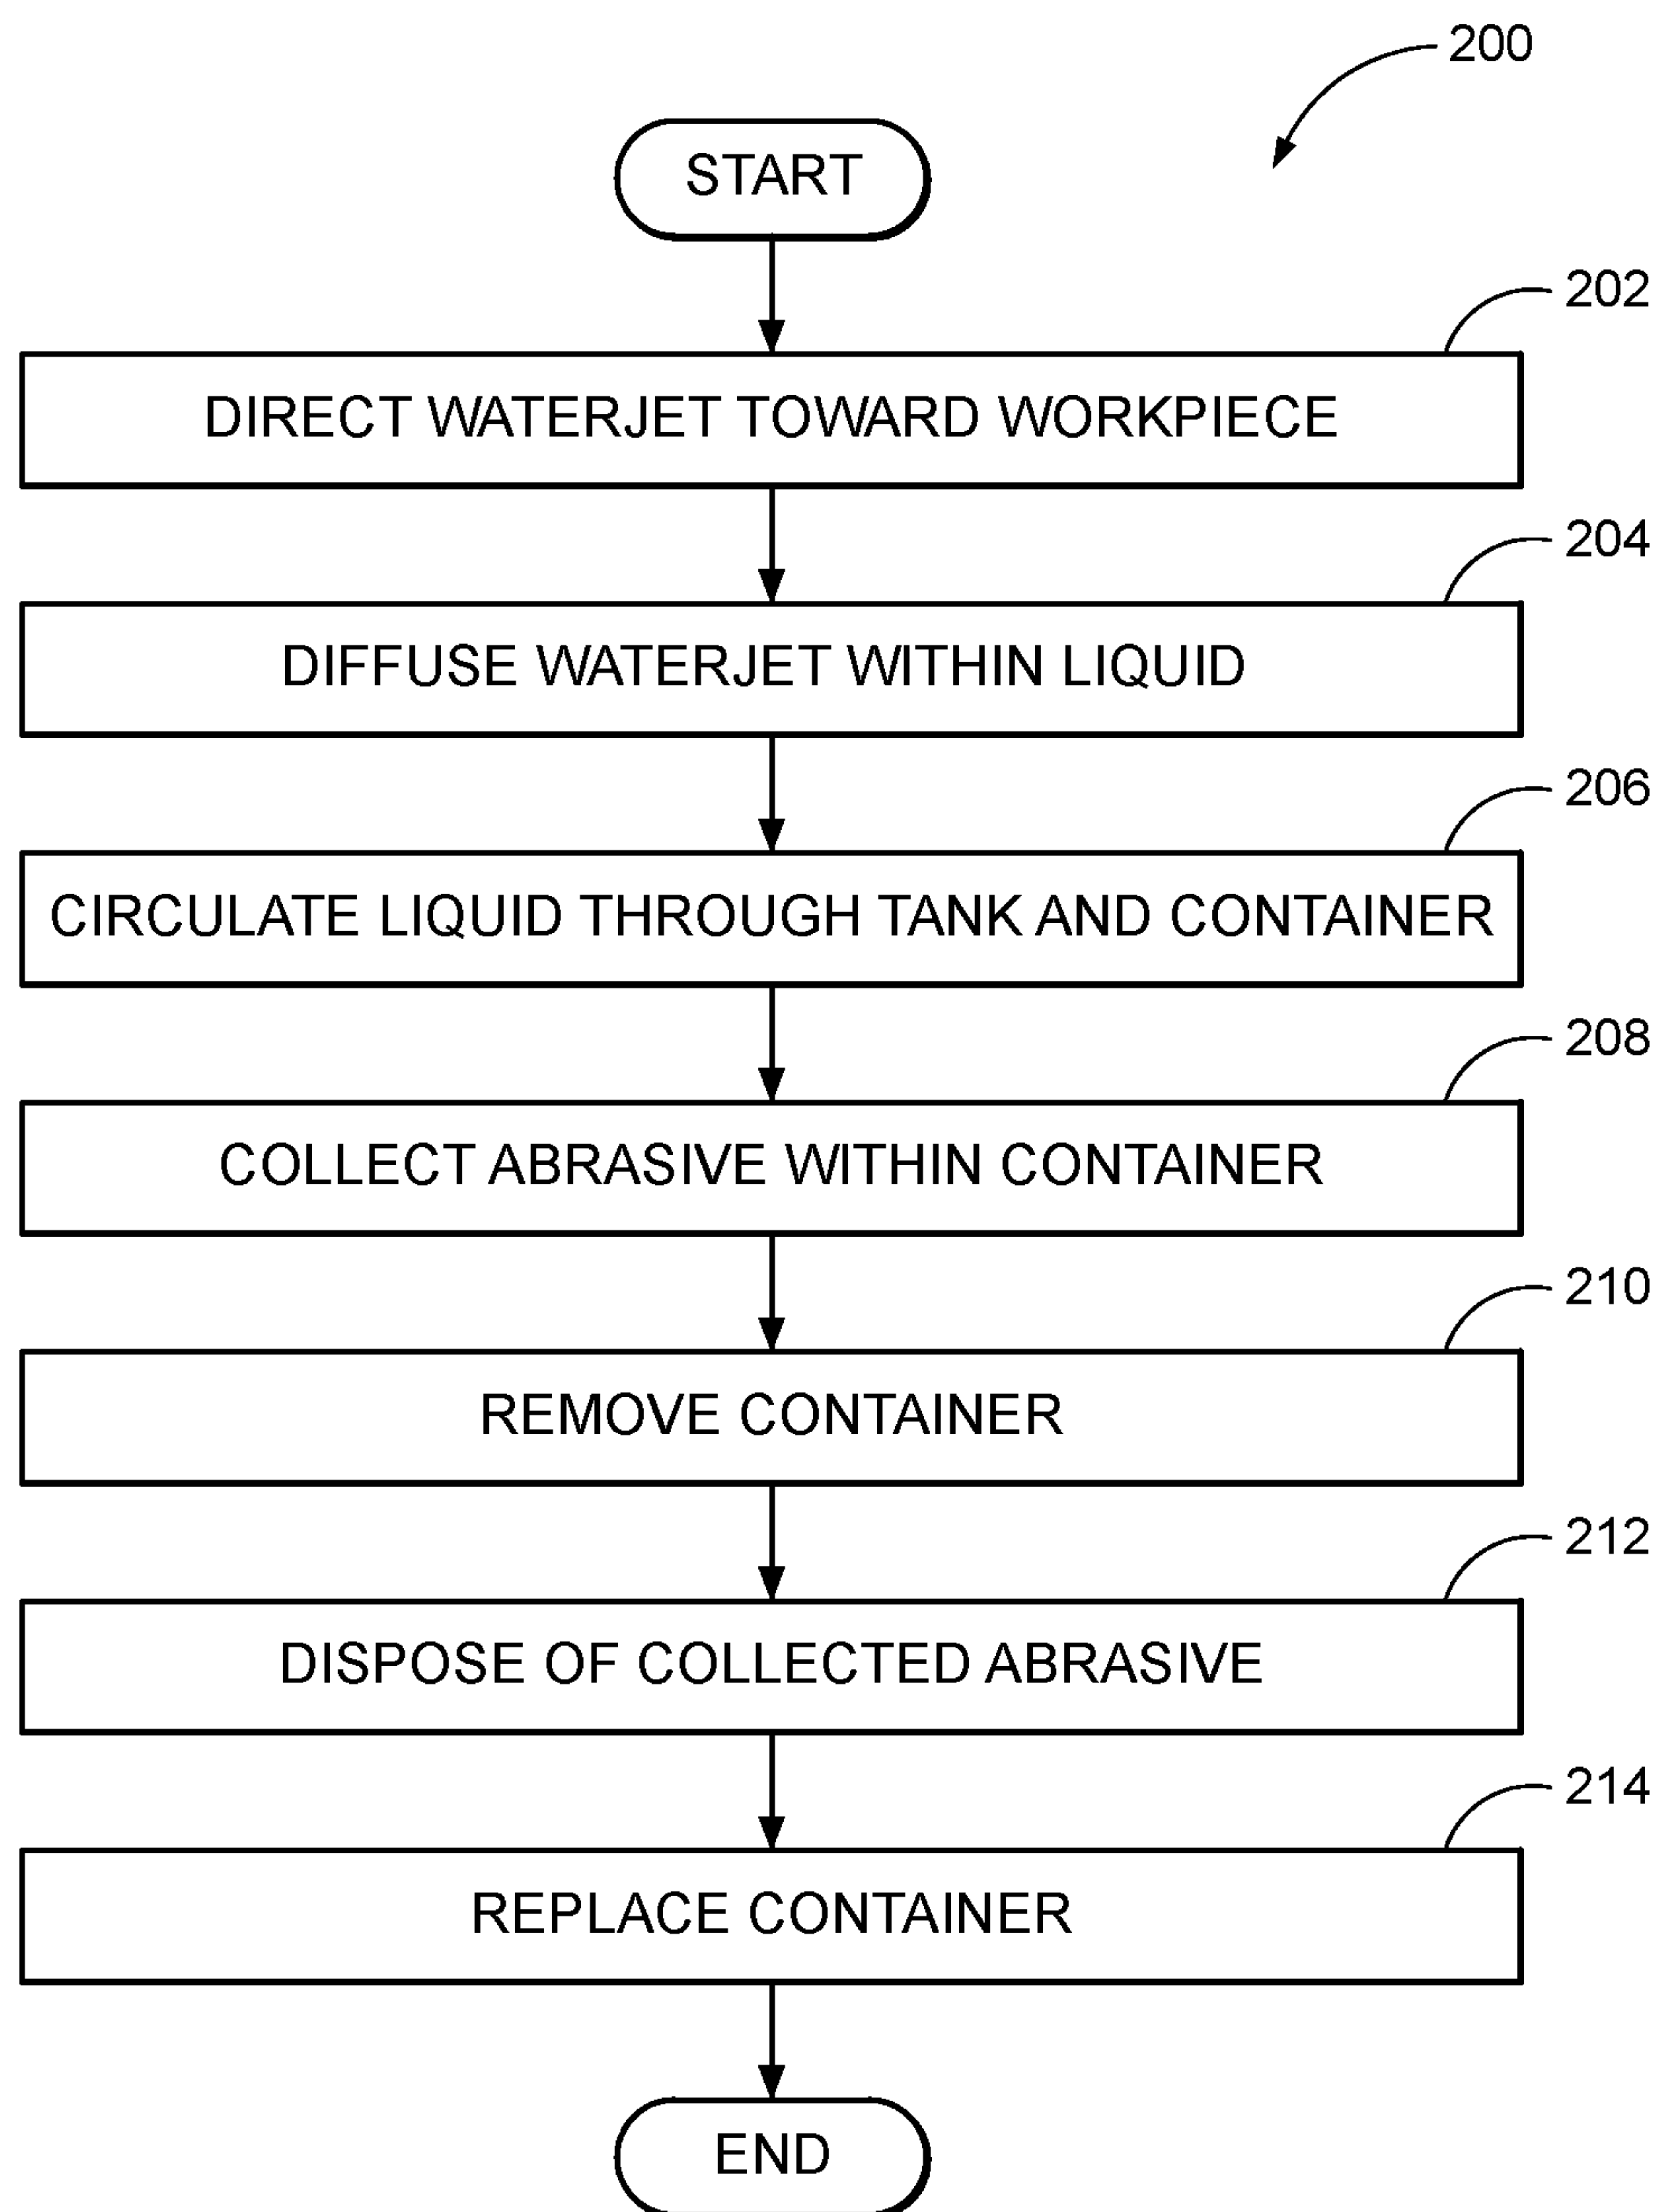 200
START
202
DIRECT WATERJET TOWARD WORKPIECE
204
DIFFUSE WATERJET WITHIN LIQUID
206
CIRCULATE LIQUID THROUGH TANK AND CONTAINER
208
COLLECT ABRASIVE WITHIN CONTAINER
210
REMOVE CONTAINER
212
DISPOSE OF COLLECTED ABRASIVE
214
REPLACE CONTAINER
END